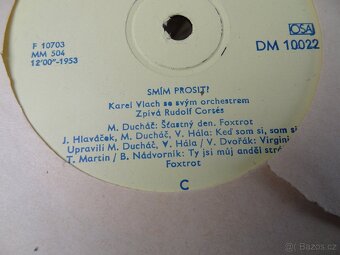 F 10703
MM 504
12'00"-1953
OSA
DM 10022
SMÍM PROSIT?
Karel Vlach se svým orchestrem
Zpívá Rudolf Cortés
M. Ducháč: Šťastný den. Foxtrot
J. Hlaváček, M. Ducháč, V. Hála: Keď som si, som si
Upravili M. Ducháč, V. Hála / V. Dvořák: Virgini
T. Martin / B. Nádvorník: Ty jsi můj anděl strá
Foxtrot
C
bazos.cz